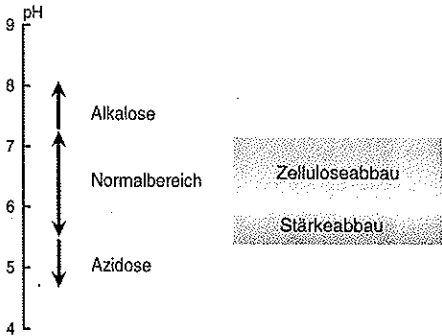 pH
9
8
Alkalose
7
Normalbereich
Zelluloseabbau
6
Stärkeabbau
5
Azidose
4